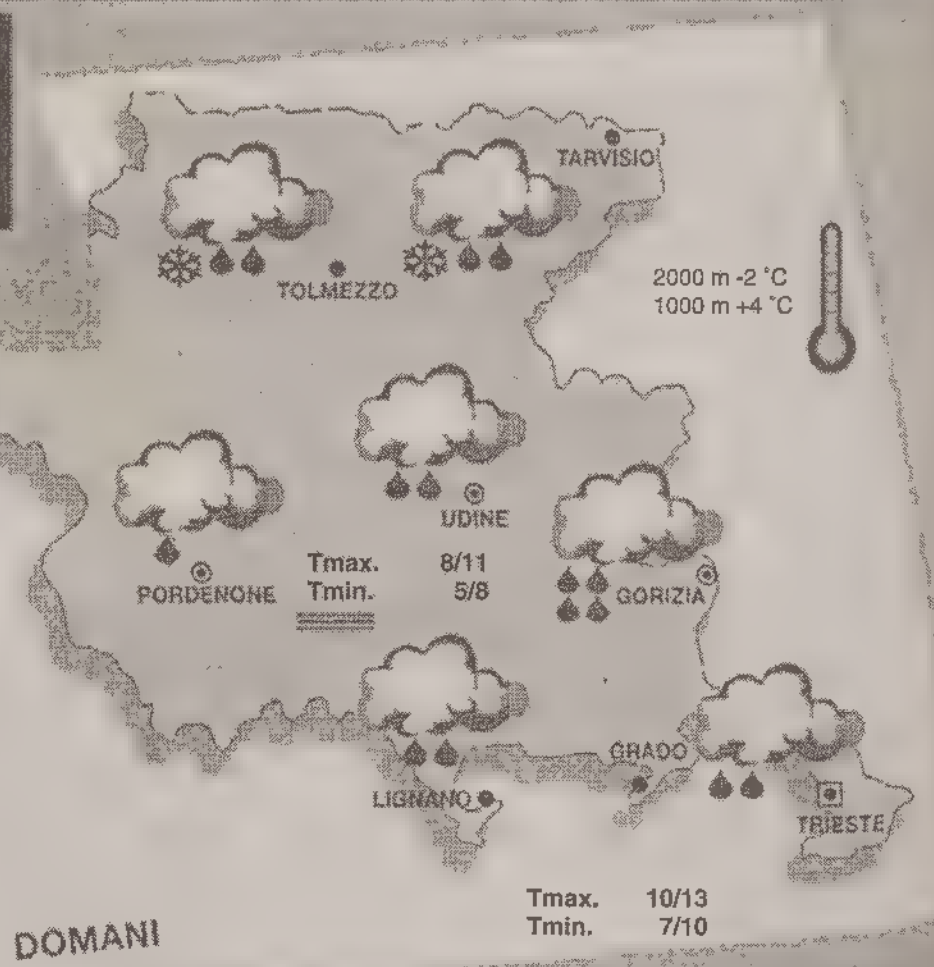 TARVISIO
TOLMEZZO
2000 m -2 °C
1000 m +4 °C
UDINE
PORDENONE
Tmax. 8/11
Tmin. 5/8
GORIZIA
GRADO
LIGNANO
TRIESTE
Tmax. 10/13
Tmin. 7/10
DOMANI